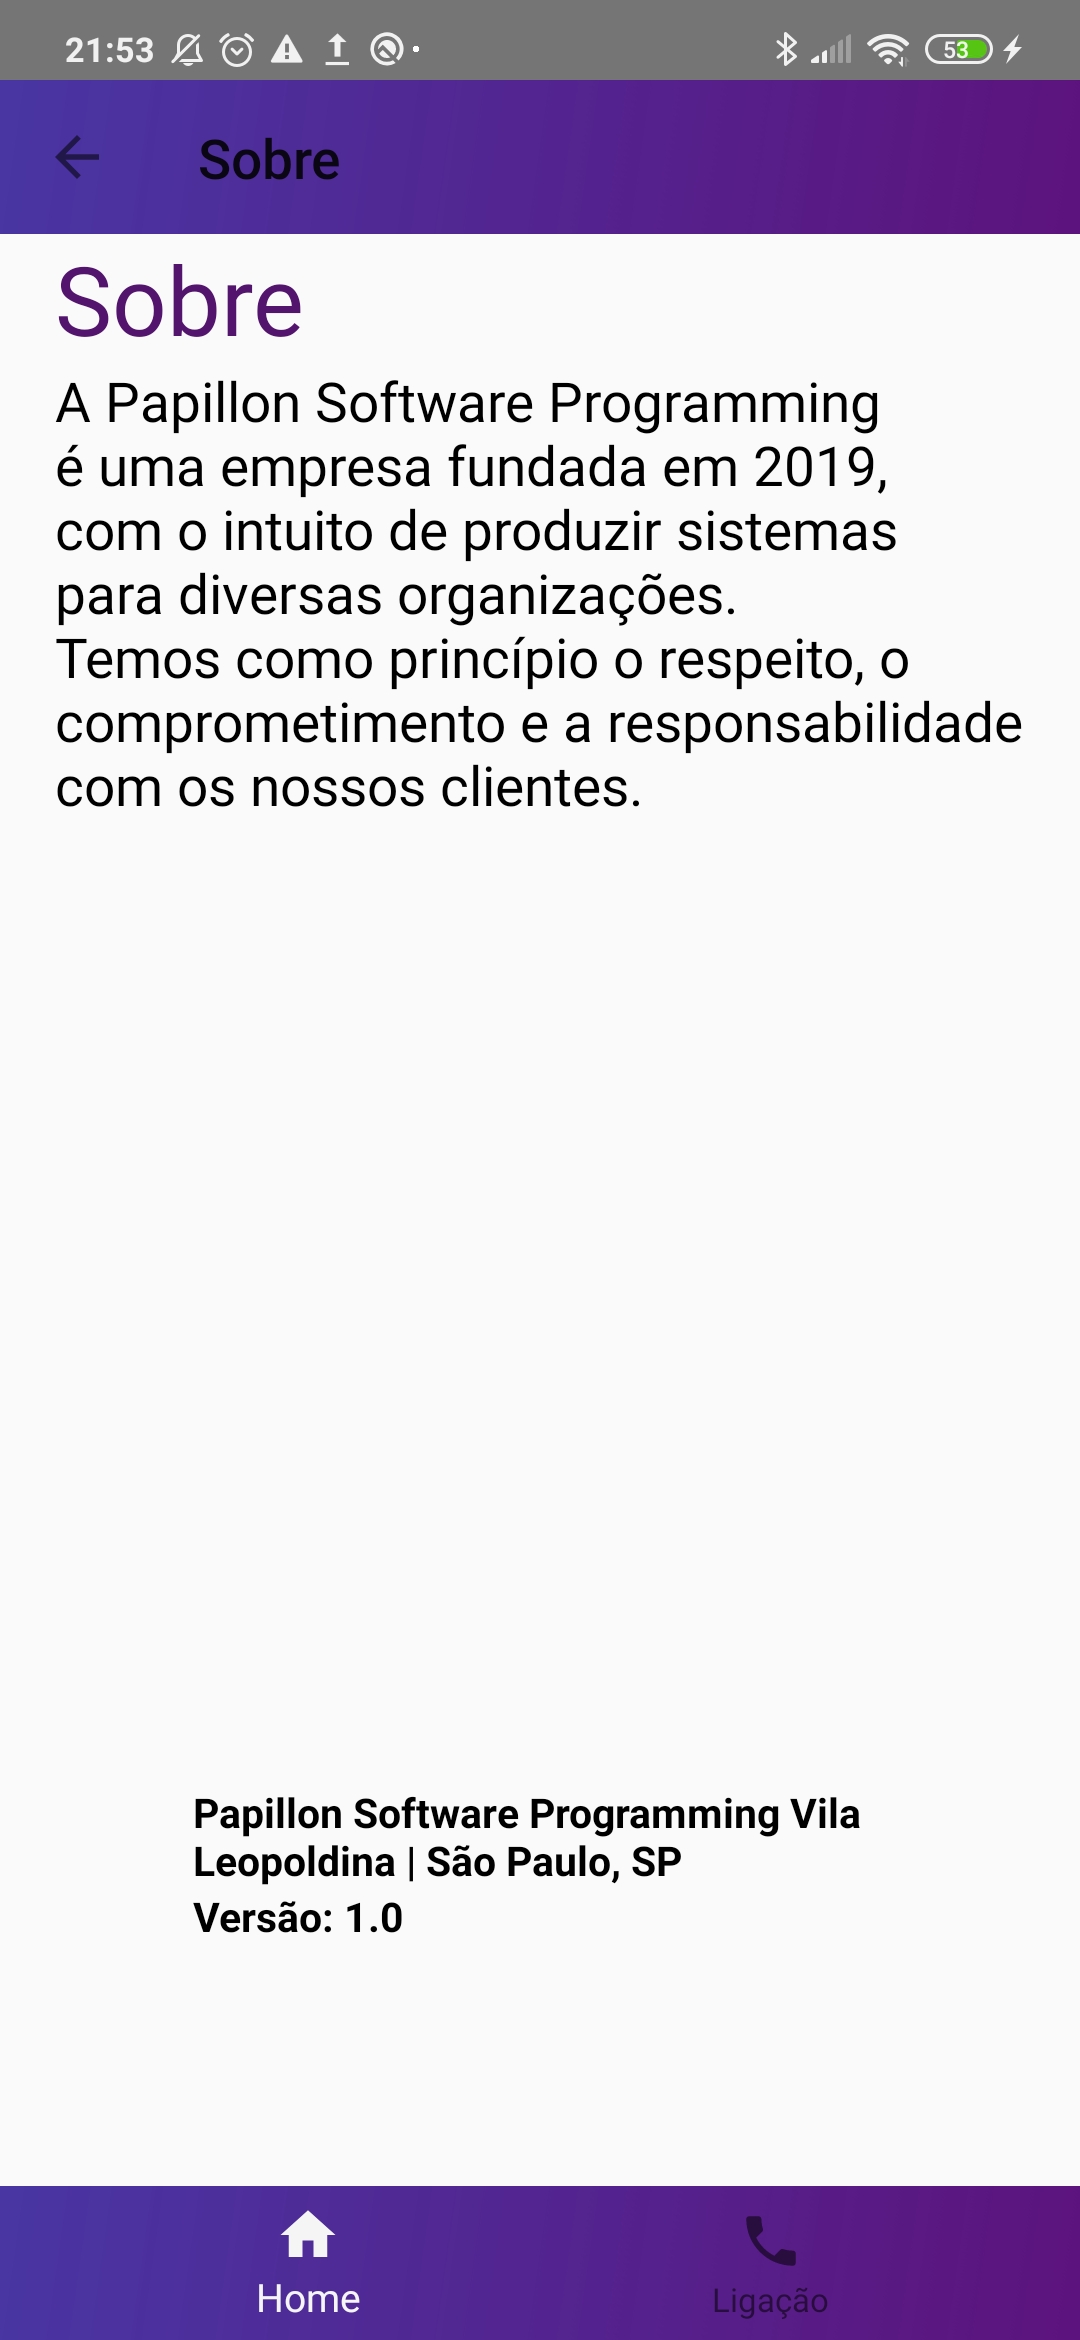 21:53
53
Sobre
Sobre
A Papillon Software Programming
é uma empresa fundada em 2019,
com o intuito de produzir sistemas
para diversas organizações.
Temos como princípio o respeito, o
comprometimento e a responsabilidade
com os nossos clientes.
Papillon Software Programming Vila
Leopoldina | São Paulo, SP
Versão: 1.0
Home
Ligação